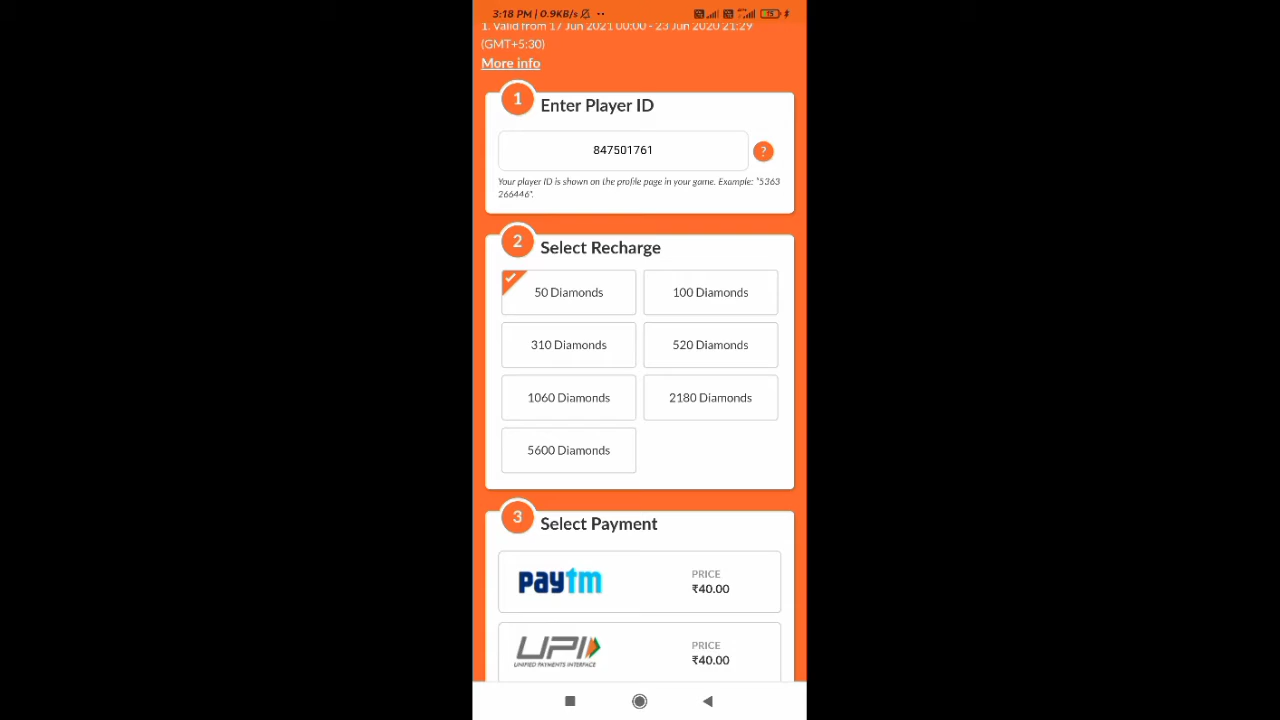 3:18 PM | 0.9KB/s
1. Valid from 17 Jun 2021 00:00 - 23 Jun 2020 21:29
(GMT+5:30)
More info
1 Enter Player ID
847501761 ?
Your player ID is shown on the profile page in your game. Example: "5363
266446".
2 Select Recharge
50 Diamonds 100 Diamonds
310 Diamonds 520 Diamonds
1060 Diamonds 2180 Diamonds
5600 Diamonds
3 Select Payment
paytm PRICE
₹40.00
UPI PRICE
UNIFIED PAYMENTS INTERFACE ₹40.00